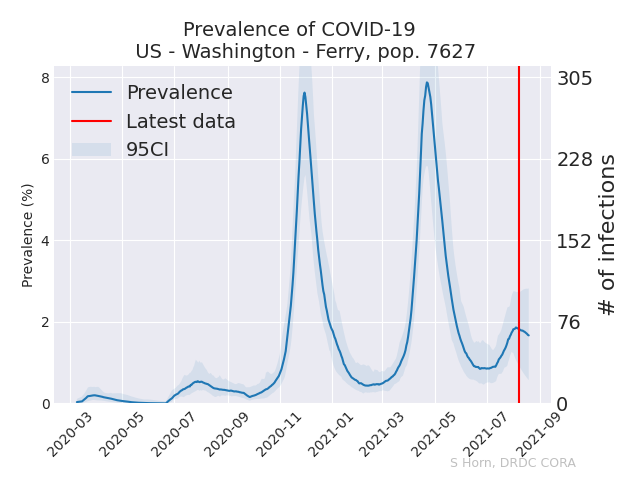 Prevalence of COVID-19
US - Washington - Ferry, pop. 7627
Prevalence
Latest data
95CI
Prevalence (%)
8
6
4
2
0
305
228
152
76
0
# of infections
2020-03
2020-05
2020-07
2020-09
2020-11
2021-01
2021-03
2021-05
2021-07
2021-09
S Horn, DRDC CORA